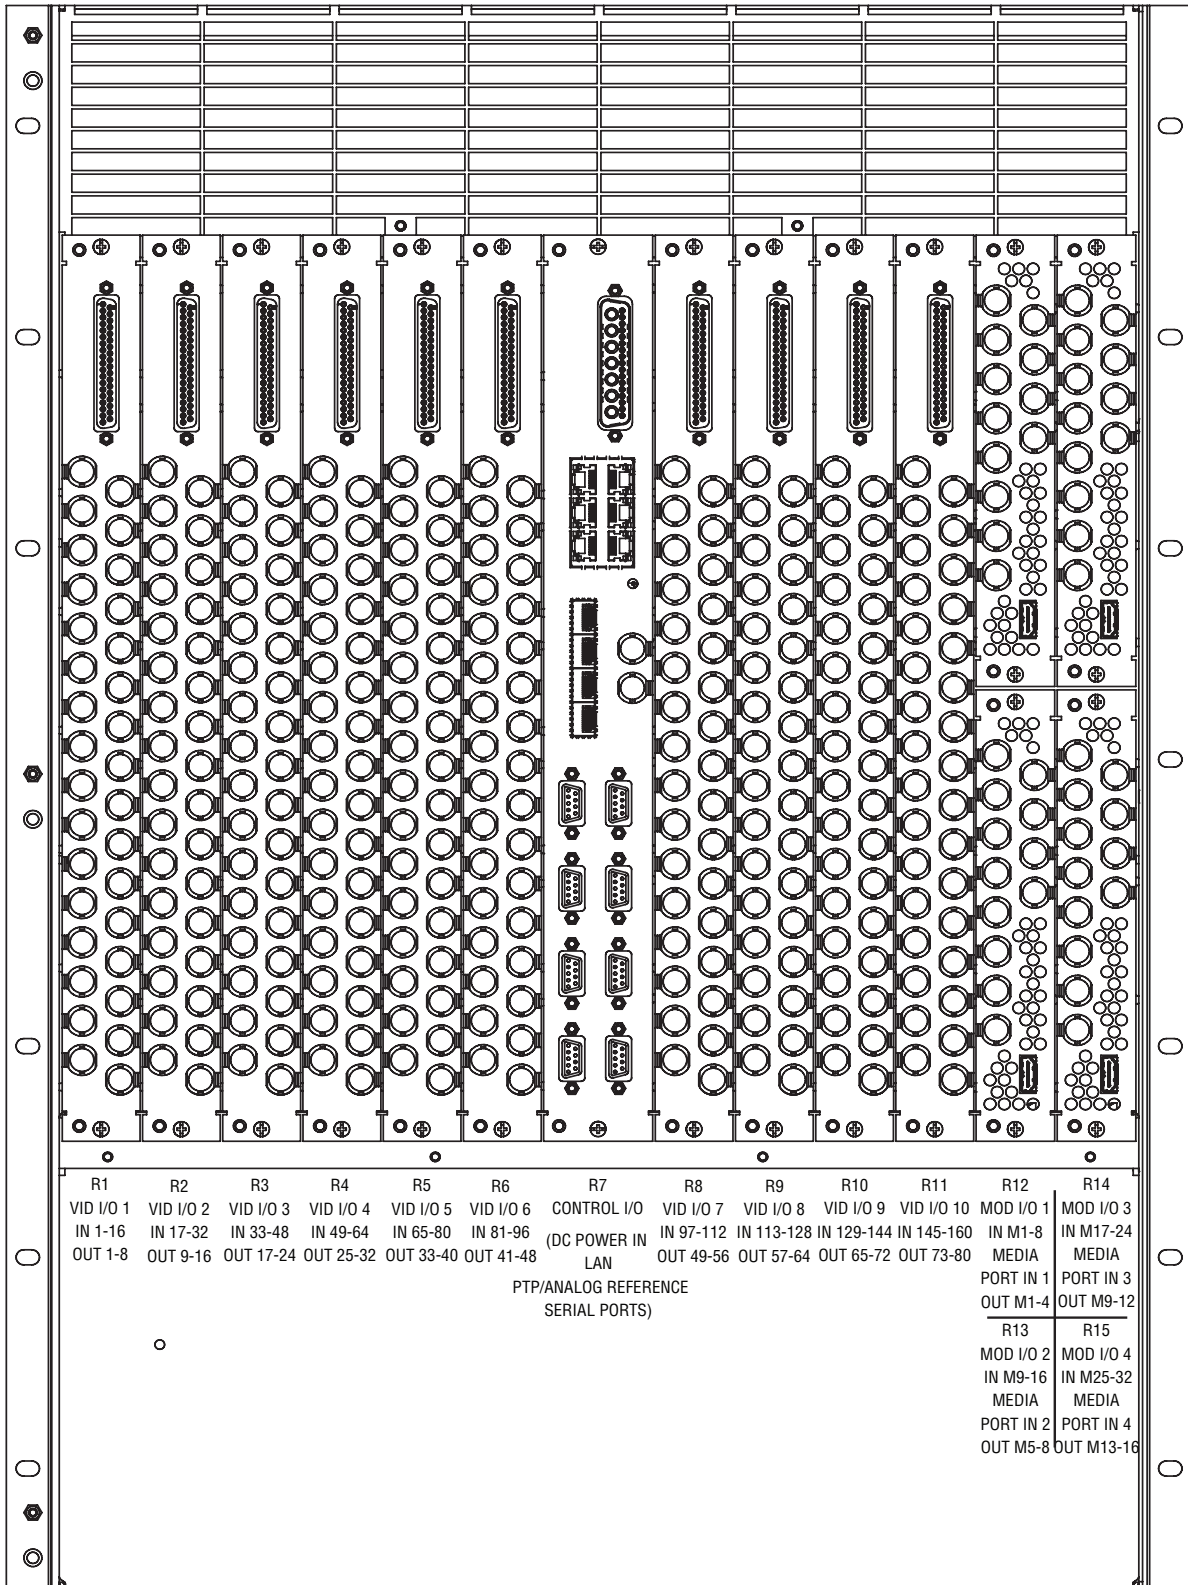 R1
VID I/O 1
IN 1-16
OUT 1-8
R2
VID I/O 2
IN 17-32
OUT 9-16
R3
VID I/O 3
IN 33-48
OUT 17-24
R4
VID I/O 4
IN 49-64
OUT 25-32
R5
VID I/O 5
IN 65-80
OUT 33-40
R6
VID I/O 6
IN 81-96
OUT 41-48
R7
CONTROL I/O
(DC POWER IN
LAN
PTP/ANALOG REFERENCE
SERIAL PORTS)
R8
VID I/O 7
IN 97-112
OUT 49-56
R9
VID I/O 8
IN 113-128
OUT 57-64
R10
VID I/O 9
IN 129-144
OUT 65-72
R11
VID I/O 10
IN 145-160
OUT 73-80
R12
MOD I/O 1
IN M1-8
MEDIA
PORT IN 1
OUT M1-4
R14
MOD I/O 3
IN M17-24
MEDIA
PORT IN 3
OUT M9-12
R13
MOD I/O 2
IN M9-16
MEDIA
PORT IN 2
OUT M5-8
R15
MOD I/O 4
IN M25-32
MEDIA
PORT IN 4
OUT M13-16